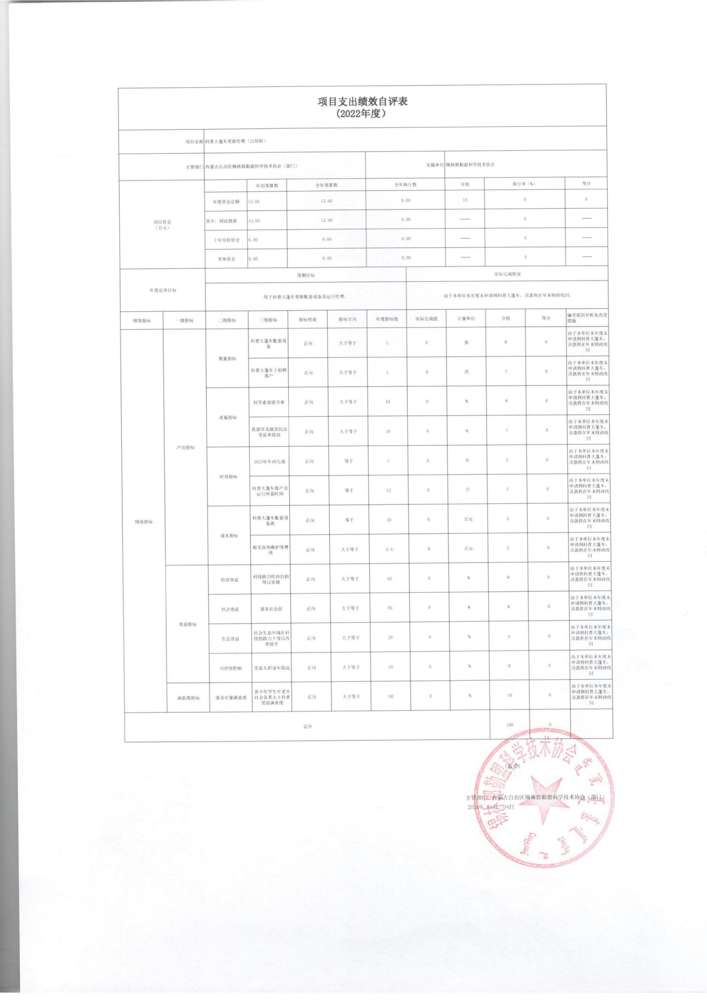 项目支出绩效自评表
(2022年度)
项目名称 科普大篷车更新经费（21结转）
主管部门 内蒙古自治区锡林郭勒盟科学技术协会（部门） 实施单位 锡林郭勒盟科学技术协会
项目资金
（万元）
年初预算数 全年预算数 全年执行数 分值 执行率（%） 得分
年度资金总额 12.60 12.60 0.00 10 0 0
其中：财政拨款 12.60 12.60 0.00 —— 0 ——
上年结转资金 0.00 0.00 0.00 —— 0 ——
其他资金 0.00 0.00 0.00 —— 0 ——
年度总体目标
预期目标 实际完成情况
用于科普大篷车更新配套设备及运行经费。 由于本单位本年度未申请到科普大篷车，该款将在年末财政收回.
绩效指标 一级指标 二级指标 三级指标 指标性质 指标方向 年度指标值 实际完成值 计量单位 分值 得分 偏差原因分析及改进
措施
绩效指标
产出指标
数量指标
科普大篷车配套设
备
正向 大于等于 1 0 套 8 0
由于本单位本年度未
申请到科普大篷车，
该款将在年末财政收
回
科普大篷车上拍照
落户
正向 大于等于 1 0 次 7 0
由于本单位本年度未
申请到科普大篷车，
该款将在年末财政收
回
质量指标
科学素质提升率 正向 大于等于 10 0 % 8 0
由于本单位本年度未
申请到科普大篷车，
该款将在年末财政收
回
我盟市及旗县民众
受益率提高
正向 大于等于 10 0 % 7 0
由于本单位本年度未
申请到科普大篷车，
该款将在年末财政收
回
时效指标
2023年年内完成 正向 等于 1 0 年 5 0
由于本单位本年度未
申请到科普大篷车，
该款将在年末财政收
回
科普大篷车落户及
运行所需时间
正向 等于 12 0 月 5 0
由于本单位本年度未
申请到科普大篷车，
该款将在年末财政收
回
成本指标
科普大篷车配套设
备款
正向 等于 10 0 万元 5 0
由于本单位本年度未
申请到科普大篷车，
该款将在年末财政收
回
相关宣传维护等费
用
正向 大于等于 2.6 0 万元 5 0
由于本单位本年度未
申请到科普大篷车，
该款将在年末财政收
回
效益指标
经济效益
科技助力经济目的
得以实现
正向 大于等于 60 0 % 8 0
由于本单位本年度未
申请到科普大篷车，
该款将在年末财政收
回
社会效益 服务社会面 正向 大于等于 95 0 % 8 0
由于本单位本年度未
申请到科普大篷车，
该款将在年末财政收
回
生态效益
社会生态环境在科
技的助力下得以改
善提升
正向 大于等于 20 0 % 6 0
由于本单位本年度未
申请到科普大篷车，
该款将在年末财政收
回
可持续影响 受益人群逐年提高 正向 大于等于 10 0 % 8 0
由于本单位本年度未
申请到科普大篷车，
该款将在年末财政收
回
满意度指标 服务对象满意度
青少年学生中老年
社会各界人士科普
受益满意度
正向 大于等于 90 0 % 10 0
由于本单位本年度未
申请到科普大篷车，
该款将在年末财政收
回
总分 100 0
锡林郭勒盟科学技术协会
(盖章)
主管部门：内蒙古自治区锡林郭勒盟科学技术协会（部门）
2024年 01月 04日